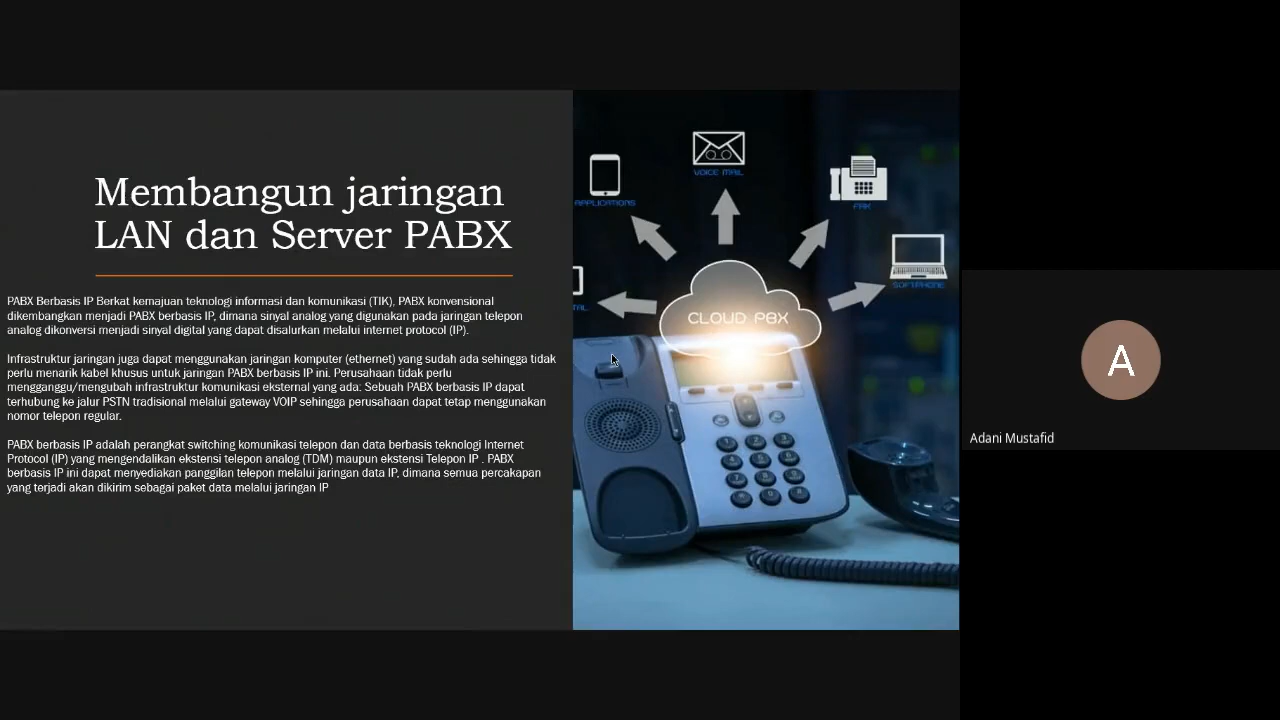 Membangun jaringan
LAN dan Server PABX
PABX Berbasis IP Berkat kemajuan teknologi informasi dan komunikasi (TIK), PABX konvensional
dikembangkan menjadi PABX berbasis IP, dimana sinyal analog yang digunakan pada jaringan telepon
analog dikonversi menjadi sinyal digital yang dapat disalurkan melalui internet protocol (IP).
Infrastruktur jaringan juga dapat menggunakan jaringan komputer (ethernet) yang sudah ada sehingga tidak
perlu menarik kabel khusus untuk jaringan PABX berbasis IP ini. Perusahaan tidak perlu
mengganggu/mengubah infrastruktur komunikasi eksternal yang ada: Sebuah PABX berbasis IP dapat
terhubung ke jalur PSTN tradisional melalui gateway VOIP sehingga perusahaan dapat tetap menggunakan
nomor telepon regular.
PABX berbasis IP adalah perangkat switching komunikasi telepon dan data berbasis teknologi Internet
Protocol (IP) yang mengendalikan ekstensi telepon analog (TDM) maupun ekstensi Telepon IP . PABX
berbasis IP ini dapat menyediakan panggilan telepon melalui jaringan data IP, dimana semua percakapan
yang terjadi akan dikirim sebagai paket data melalui jaringan IP
VOICE MAIL
APPLICATIONS
FAX
SOFTPHONE
CLOUD PBX
A
Adani Mustafid